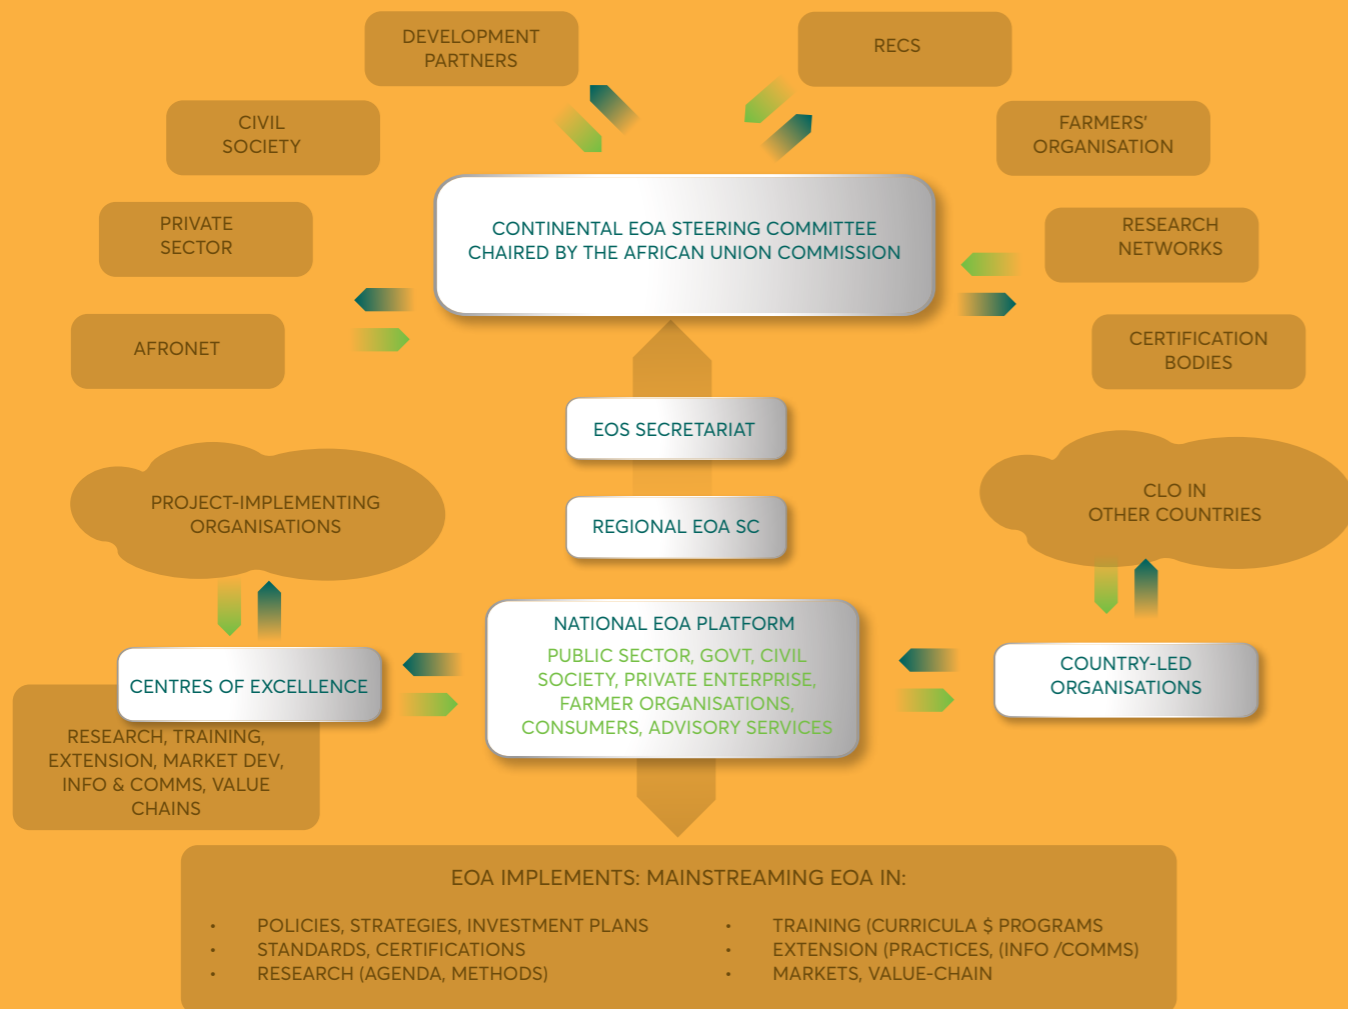 DEVELOPMENT
PARTNERS
RECS
CIVIL
SOCIETY
FARMERS'
ORGANISATION
PRIVATE
SECTOR
RESEARCH
NETWORKS
CONTINENTAL EOA STEERING COMMITTEE
CHAIRED BY THE AFRICAN UNION COMMISSION
AFRONET
CERTIFICATION
BODIES
EOS SECRETARIAT
PROJECT-IMPLEMENTING
ORGANISATIONS
CLO IN
OTHER COUNTRIES
REGIONAL EOA SC
NATIONAL EOA PLATFORM
PUBLIC SECTOR, GOVT, CIVIL
SOCIETY, PRIVATE ENTERPRISE,
FARMER ORGANISATIONS,
CONSUMERS, ADVISORY SERVICES
CENTRES OF EXCELLENCE
COUNTRY-LED
ORGANISATIONS
RESEARCH, TRAINING,
EXTENSION, MARKET DEV,
INFO & COMMS, VALUE
CHAINS
EOA IMPLEMENTS: MAINSTREAMING EOA IN:
• POLICIES, STRATEGIES, INVESTMENT PLANS
• STANDARDS, CERTIFICATIONS
• RESEARCH (AGENDA, METHODS)
• TRAINING (CURRICULA $ PROGRAMS
• EXTENSION (PRACTICES, (INFO /COMMS)
• MARKETS, VALUE-CHAIN